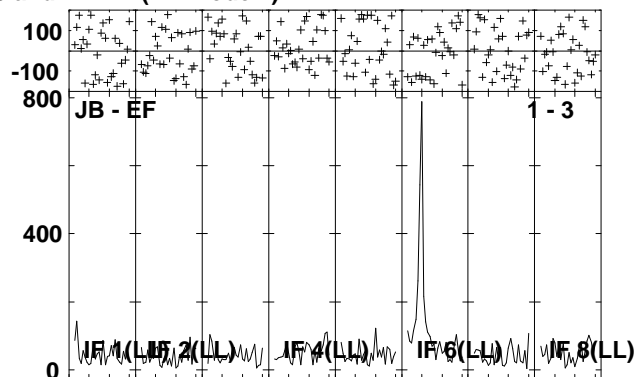 100
-100
800
JB - EF 1 - 3
400
IF 1(LL) IF 2(LL) IF 4(LL) IF 6(LL) IF 8(LL)
0